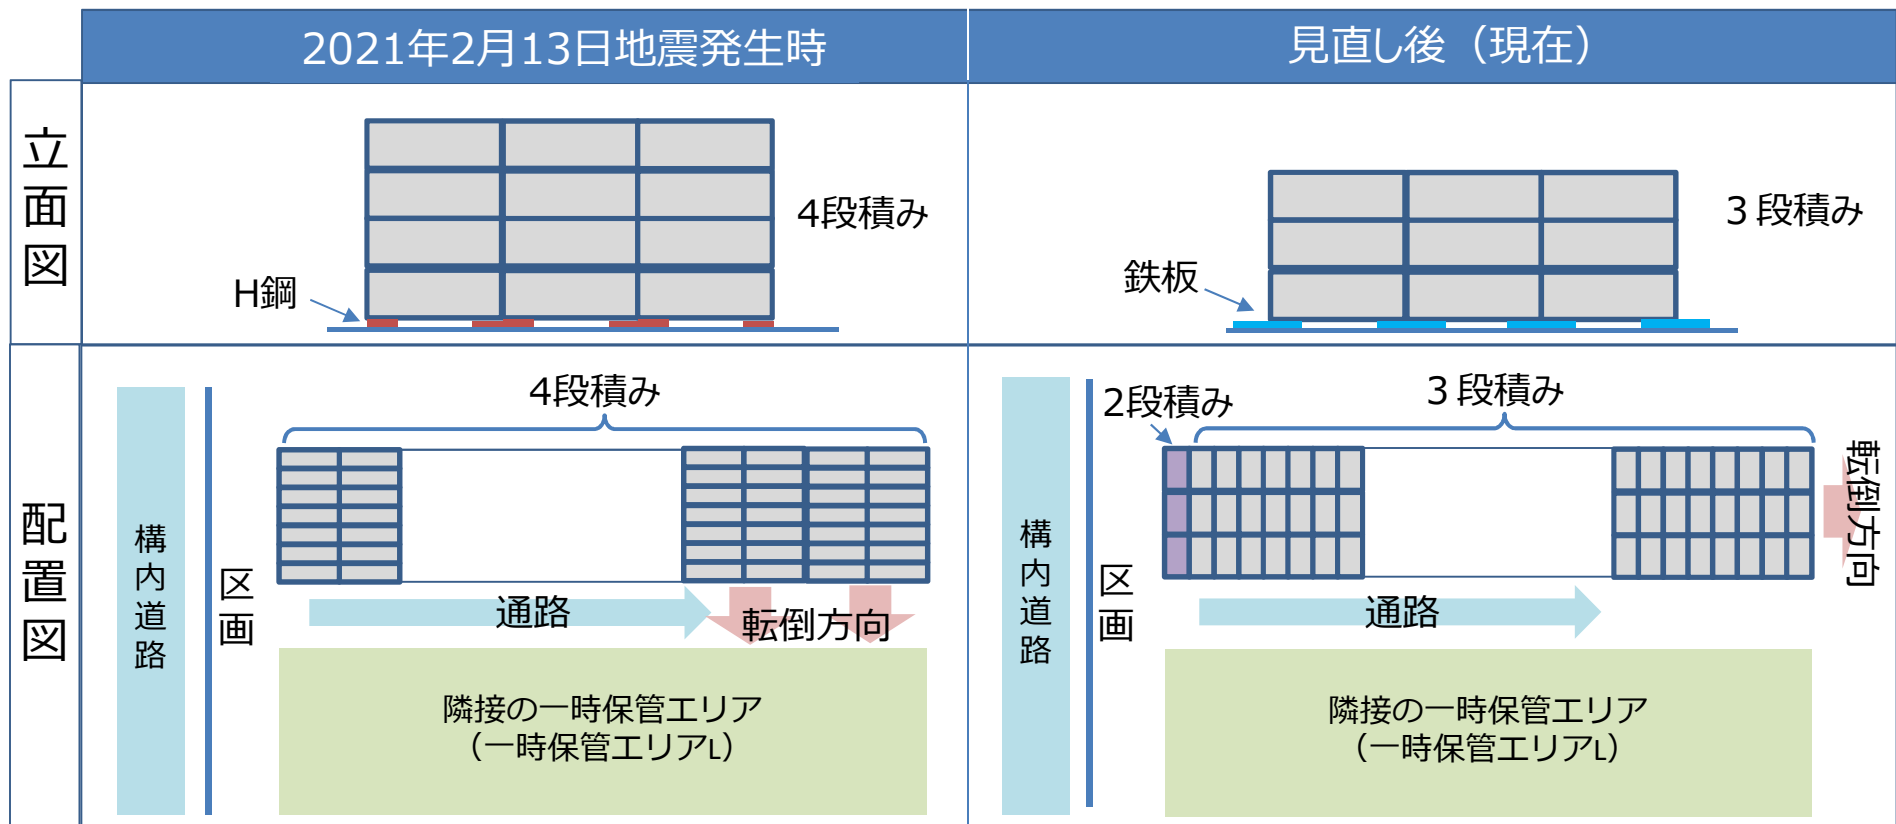 2021年2月13日地震発生時
見直し後（現在）
立面図
4段積み
H鋼
３段積み
鉄板
配置図
4段積み
構内道路
区画
通路
転倒方向
隣接の一時保管エリア
（一時保管エリアL）
2段積み
３段積み
転倒方向
構内道路
区画
通路
隣接の一時保管エリア
（一時保管エリアL）